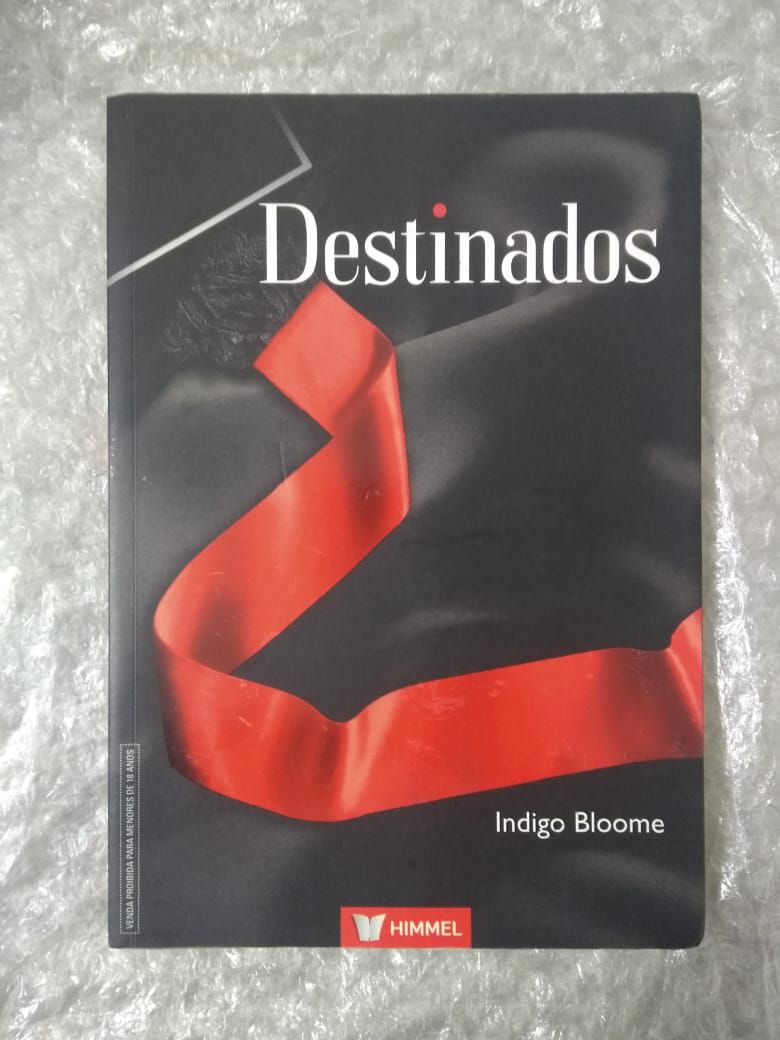 Destinados
Indigo Bloome
VENDA PROIBIDA PARA MENORES DE 18 ANOS
HIMMEL